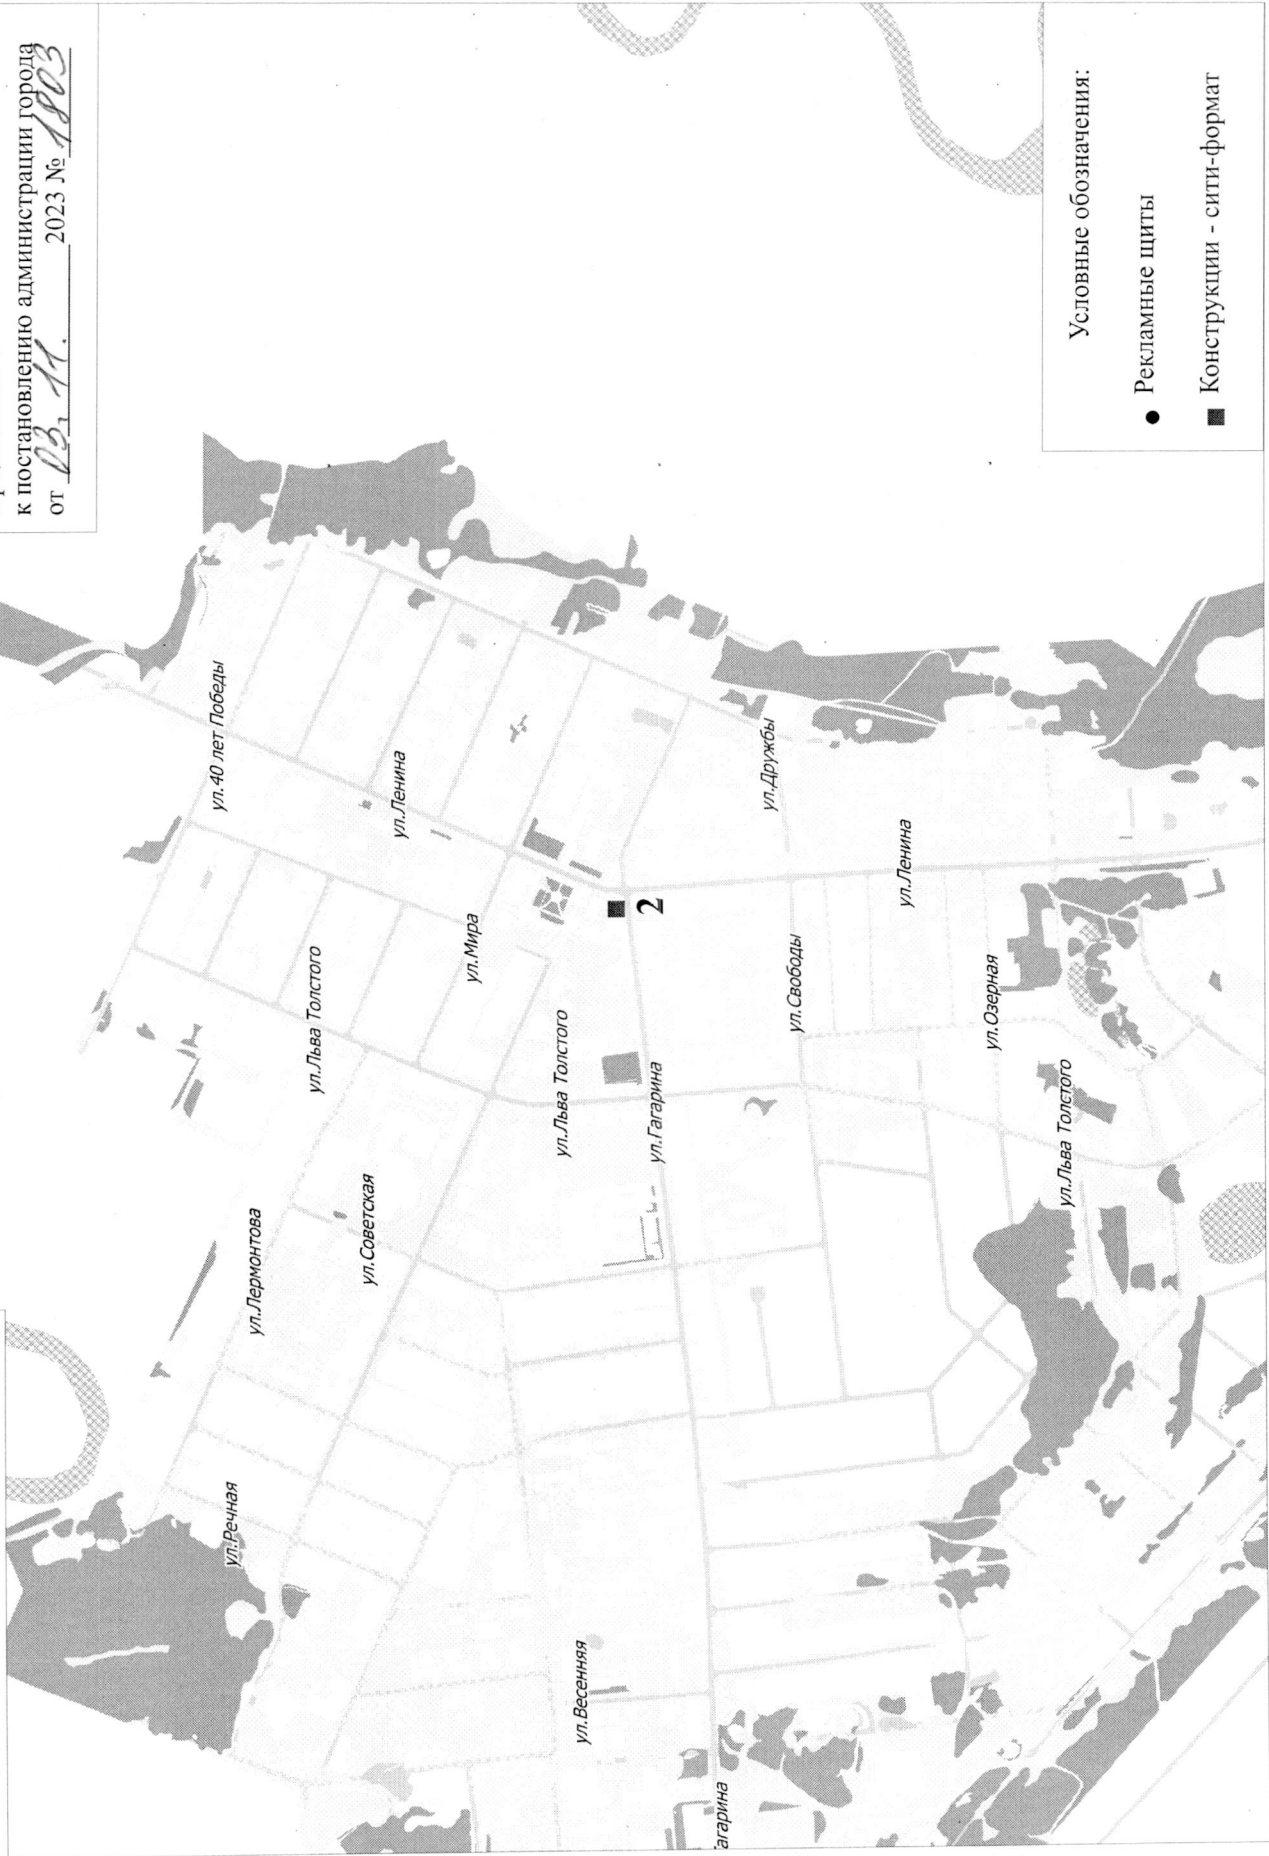 к постановлению администрации города
от 03. 11. 2023 № 1803
ул.40 лет Победы
ул.Ленина
ул.Льва Толстого
ул.Мира
ул.Лермонтова
ул.Советская
ул.Речная
ул.Льва Толстого
2
ул.Гагарина
ул.Весенняя
ул.Дружбы
ул.Свободы
ул.Ленина
ул.Озерная
ул.Льва Толстого
агарина
Условные обозначения:
Рекламные щиты
Конструкции - сити-формат